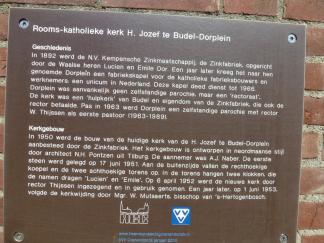 Rooms-katholieke kerk H. Jozef te Budel-Dorplein
Geschiedenis
In 1892 werd de N.V. Kempensche Zinkmaatschappij, de Zinkfabriek, opgericht
door de Waalse heren Lucien en Emile Dor. Een jaar later kreeg het naar hen
genoemde Dorplein een fabriekskapel voor de katholieke fabrieksbouwers en
werknemers, een unicum in Nederland. Deze kapel deed dienst tot 1966.
Dorplein was aanvankelijk geen zelfstandige parochie, maar een 'rectoraat'.
De kerk was een 'hulpkerk' van Budel en eigendom van de Zinkfabriek, die ook de
rector betaalde. Pas in 1963 werd Dorplein een zelfstandige parochie met rector
W. Thijssen als eerste pastoor (1963-1989).
Kerkgebouw
In 1950 werd de bouw van de huidige kerk van de H. Jozef te Budel-Dorplein
aanbesteed door de Zinkfabriek. Het kerkgebouw is ontworpen in noordwaanse stijl
door architect N.H. Pontzen uit Tilburg. De aannemer was A.J. Naber. De eerste
steen werd gelegd op 17 juni 1951. Aan de buitenzijde vallen de rechthoekige
koepel en de twee achthoekige torens op. In de torens hangen twee klokken, die
de namen dragen 'Lucien' en 'Emile'. Op 6 april 1952 werd de nieuwe kerk door
rector Thijssen ingezegend en in gebruik genomen. Een jaar later, op 1 juni 1953,
volgde de kerkwijding door Mgr. W. Mutsaerts, bisschop van 's-Hertogenbosch.
VVV